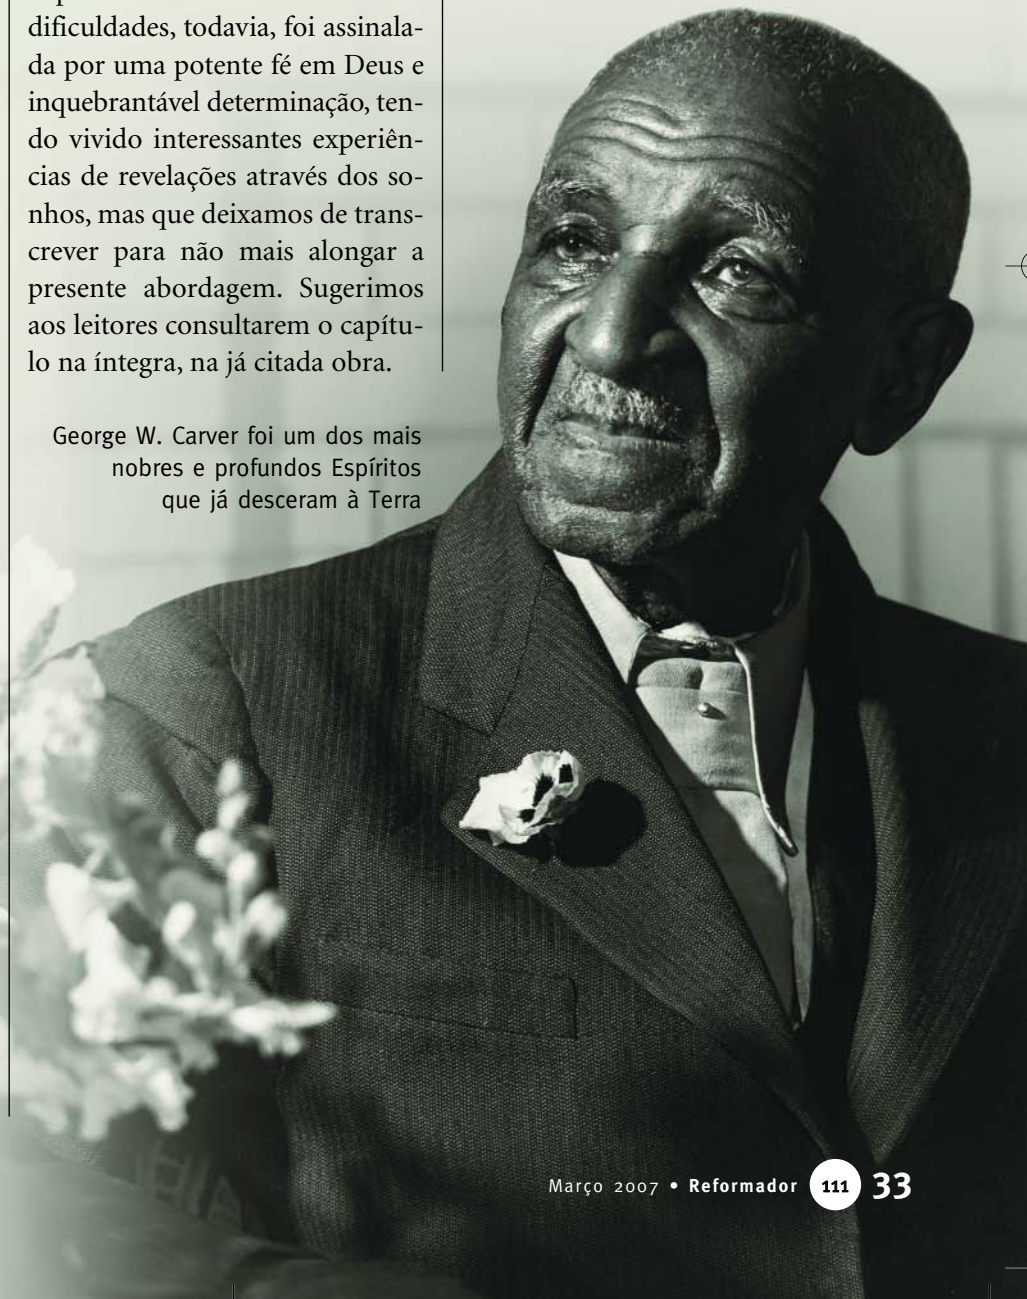 dificuldades, todavia, foi assinala-
da por uma potente fé em Deus e
inquebrantável determinação, ten-
do vivido interessantes experiên-
cias de revelações através dos so-
nhos, mas que deixamos de trans-
crever para não mais alongar a
presente abordagem. Sugerimos
aos leitores consultarem o capítu-
lo na íntegra, na já citada obra.
George W. Carver foi um dos mais
nobres e profundos Espíritos
que já desceram à Terra
Março 2007 • Reformador 111 33